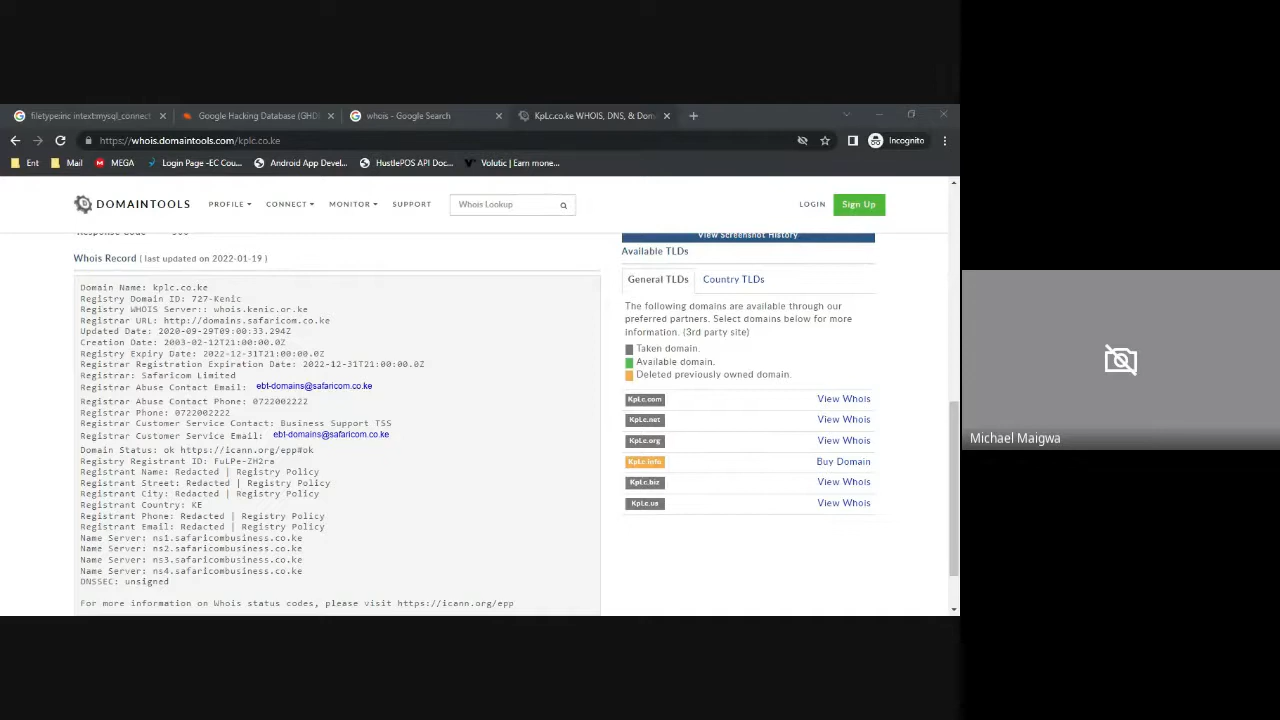 filetype:inc intext:mysql_connect
Google Hacking Database (GHD
whois - Google Search
KpLc.co.ke WHOIS, DNS, & Dom
https://whois.domaintools.com/kplc.co.ke
Incognito
Ent
Mail
MEGA
Login Page -EC Cou...
Android App Devel...
HustlePOS API Doc...
Volutic | Earn mone...
DOMAINTOOLS
PROFILE
CONNECT
MONITOR
SUPPORT
Whois Lookup
LOGIN
Sign Up
Response Code
View Screenshot History
Whois Record ( last updated on 2022-01-19 )
Domain Name: kplc.co.ke
Registry Domain ID: 727-Kenic
Registry WHOIS Server:: whois.kenic.or.ke
Registrar URL: http://domains.safaricom.co.ke
Updated Date: 2020-09-29T09:00:33.294Z
Creation Date: 2003-02-12T21:00:00.0Z
Registry Expiry Date: 2022-12-31T21:00:00.0Z
Registrar Registration Expiration Date: 2022-12-31T21:00:00.0Z
Registrar: Safaricom Limited
Registrar Abuse Contact Email: ebt-domains@safaricom.co.ke
Registrar Abuse Contact Phone: 0722002222
Registrar Phone: 0722002222
Registrar Customer Service Contact: Business Support TSS
Registrar Customer Service Email: ebt-domains@safaricom.co.ke
Domain Status: ok https://icann.org/epp#ok
Registry Registrant ID: FuLPe-ZH2ra
Registrant Name: Redacted | Registry Policy
Registrant Street: Redacted | Registry Policy
Registrant City: Redacted | Registry Policy
Registrant Country: KE
Registrant Phone: Redacted | Registry Policy
Registrant Email: Redacted | Registry Policy
Name Server: ns1.safaricombusiness.co.ke
Name Server: ns2.safaricombusiness.co.ke
Name Server: ns3.safaricombusiness.co.ke
Name Server: ns4.safaricombusiness.co.ke
DNSSEC: unsigned
For more information on Whois status codes, please visit https://icann.org/epp
Available TLDs
General TLDs
Country TLDs
The following domains are available through our
preferred partners. Select domains below for more
information. (3rd party site)
Taken domain.
Available domain.
Deleted previously owned domain.
KpLc.com View Whois
KpLc.net View Whois
KpLc.org View Whois
KpLc.info Buy Domain
KpLc.biz View Whois
KpLc.us View Whois
Michael Maigwa